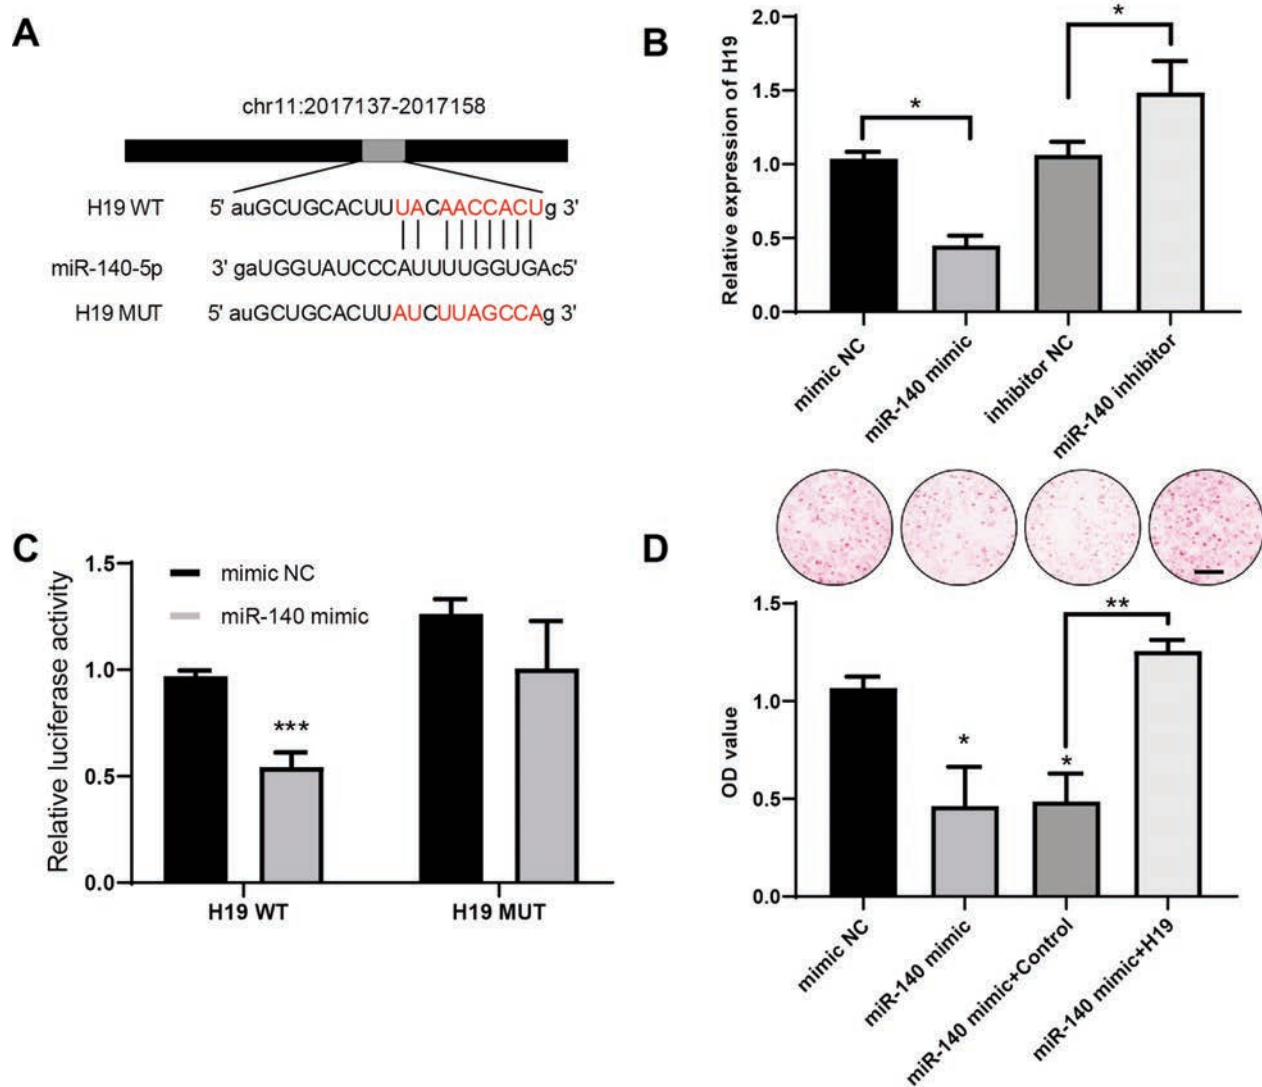 A
chr11:2017137-2017158
H19 WT 5' auGCUGCACUUUACAACCACUg 3'
miR-140-5p 3' gaUGGUAUCCCAUUUUGGUGAc5'
H19 MUT 5' auGCUGCACUUAUCUUAGCCAg 3'
B
Relative expression of H19
2.0
1.5
1.0
0.5
0.0
*
*
mimic NC
miR-140 mimic
inhibitor NC
miR-140 inhibitor
C
Relative luciferase activity
1.5
1.0
0.5
0.0
mimic NC
miR-140 mimic
***
H19 WT
H19 MUT
D
OD value
1.5
1.0
0.5
0.0
*
*
**
mimic NC
miR-140 mimic
miR-140 mimic+Control
miR-140 mimic+H19